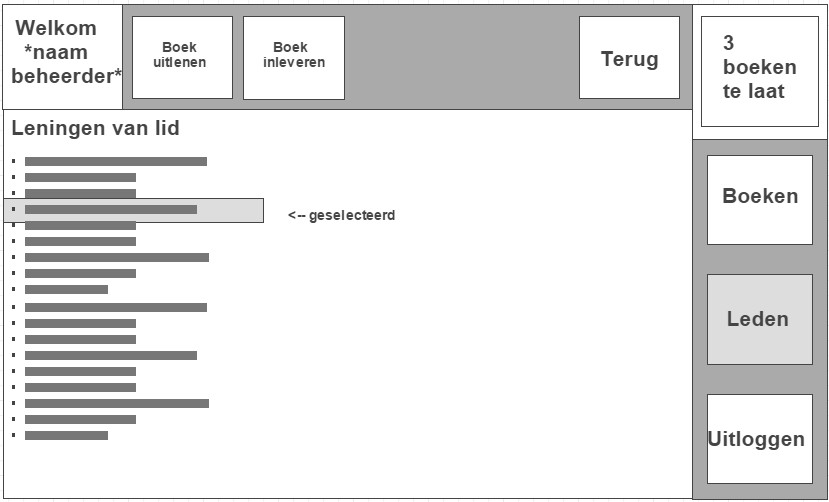 Welkom
*naam
beheerder*
Boek
uitlenen
Boek
inleveren
Terug
3
boeken
te laat
Leningen van lid
<-- geselecteerd
Boeken
Leden
Uitloggen